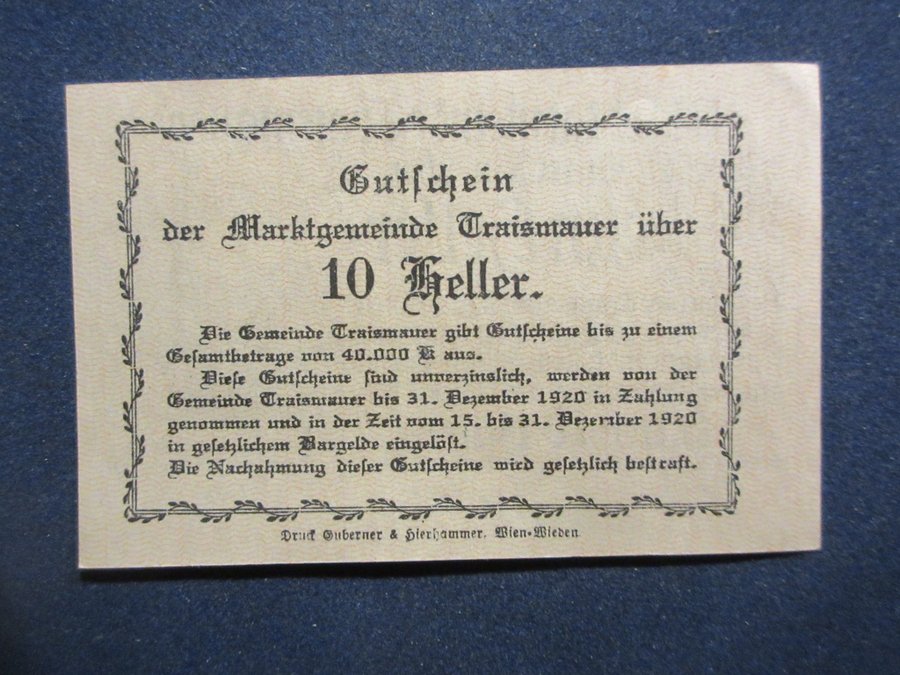 Gutschein
der Marktgemeinde Traismauer über
10 Heller.
Die Gemeinde Traismauer gibt Gutscheine bis zu einem
Gesamtbetrage von 40.000 K aus.
Diese Gutscheine sind unverzinslich, werden von der
Gemeinde Traismauer bis 31. Dezember 1920 in Zahlung
genommen und in der Zeit vom 15. bis 31. Dezember 1920
in gesetzlichem Bargelde eingelöst.
Die Nachahmung dieser Gutscheine wird gesetzlich bestraft.
Druck Guberner & Hierhammer, Wien-Wieden